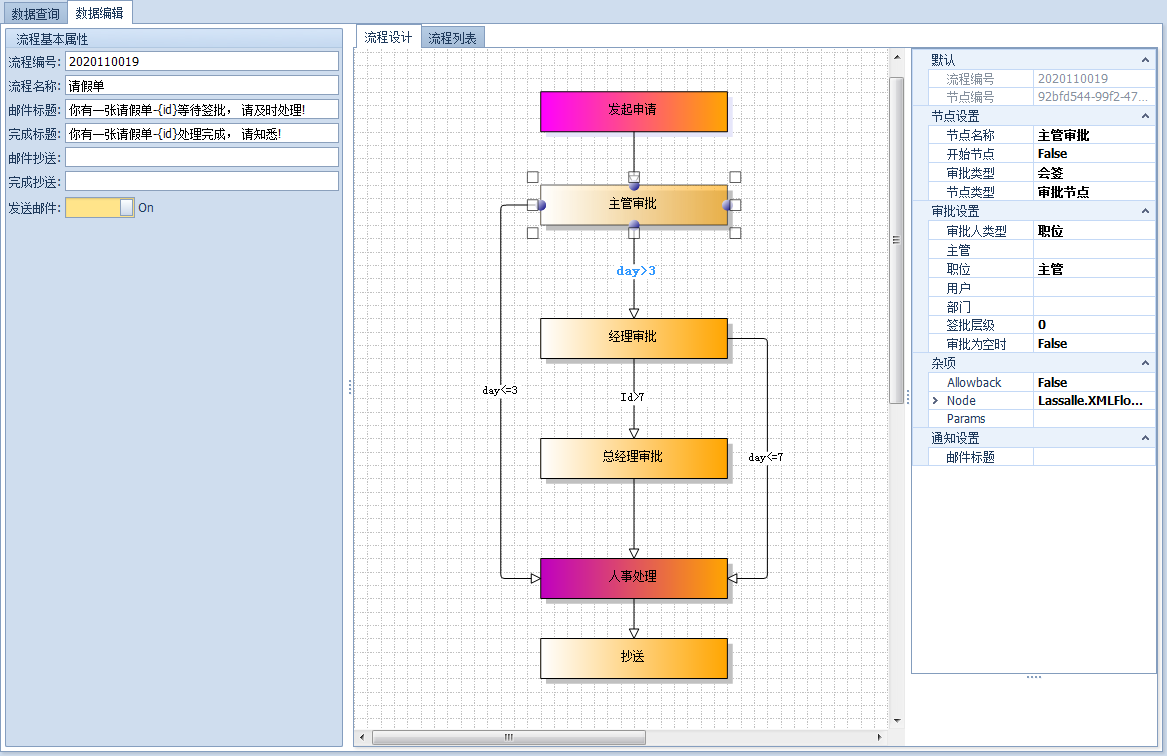 数据查询 数据编辑
流程基本属性
流程编号: 2020110019
流程名称: 请假单
邮件标题: 你有一张请假单-{id}等待签批, 请及时处理!
完成标题: 你有一张请假单-{id}处理完成, 请知悉!
邮件抄送:
完成抄送:
发送邮件: On
流程设计 流程列表
发起申请
主管审批
day>3
经理审批
day<=3
Id>7
总经理审批
day<=7
人事处理
抄送
默认
流程编号 2020110019
节点编号 92bfd544-99f2-47...
节点设置
节点名称 主管审批
开始节点 False
审批类型 会签
节点类型 审批节点
审批设置
审批人类型 职位
主管
职位 主管
用户
部门
签批层级 0
审批为空时 False
杂项
Allowback False
Node Lassalle.XMLFlo...
Params
通知设置
邮件标题